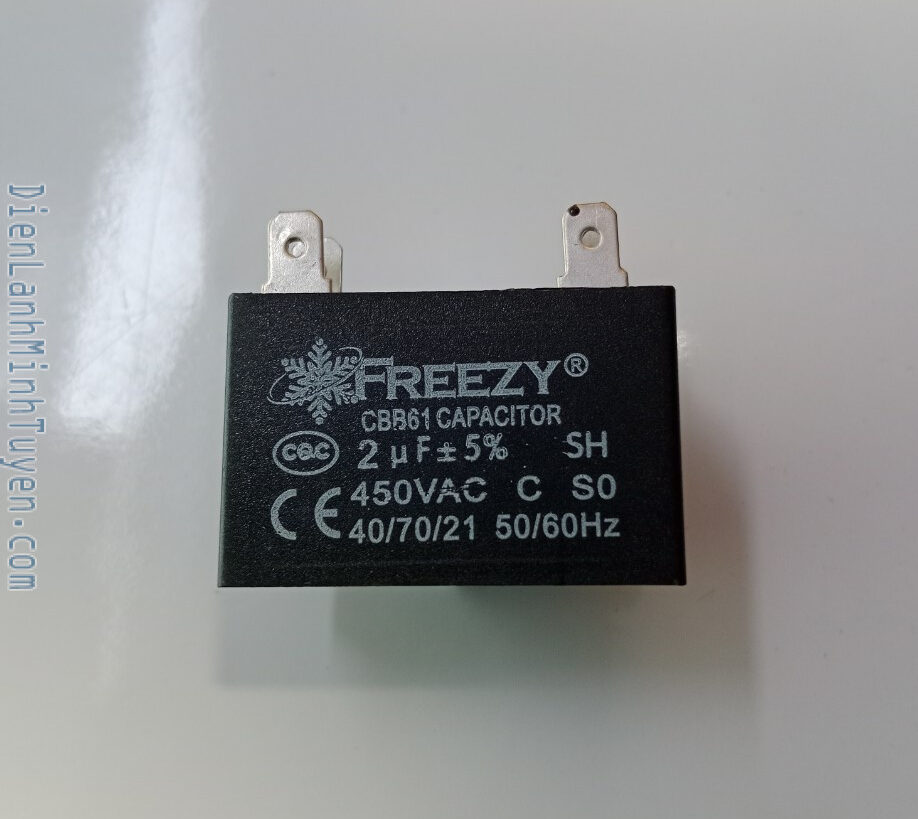 FREEZY®
CBB61 CAPACITOR
CQC
2 μF±5% SH
450VAC C S0
CE
40/70/21 50/60Hz
DienLanhMinhTuyen.com